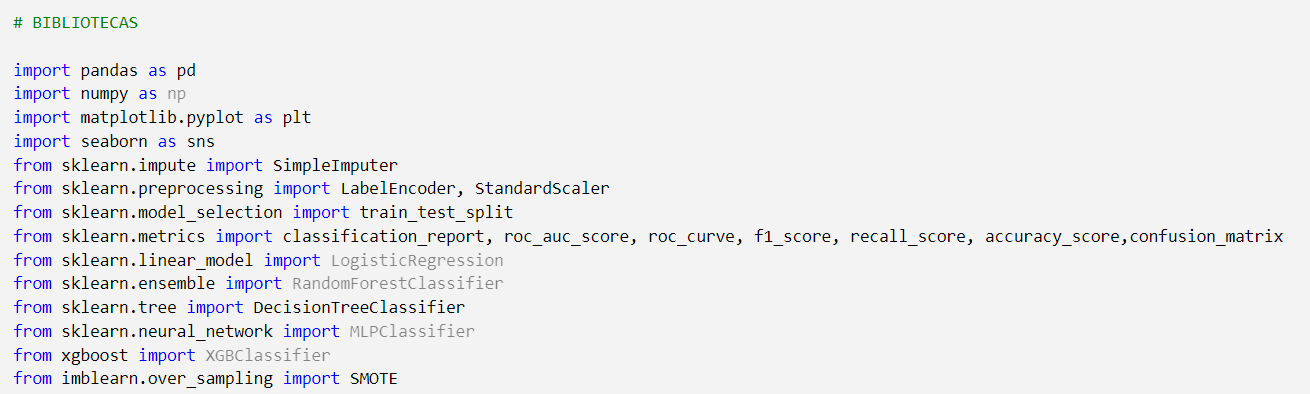 # BIBLIOTECAS
import pandas as pd
import numpy as np
import matplotlib.pyplot as plt
import seaborn as sns
from sklearn.impute import SimpleImputer
from sklearn.preprocessing import LabelEncoder, StandardScaler
from sklearn.model_selection import train_test_split
from sklearn.metrics import classification_report, roc_auc_score, roc_curve, f1_score, recall_score, accuracy_score,confusion_matrix
from sklearn.linear_model import LogisticRegression
from sklearn.ensemble import RandomForestClassifier
from sklearn.tree import DecisionTreeClassifier
from sklearn.neural_network import MLPClassifier
from xgboost import XGBClassifier
from imblearn.over_sampling import SMOTE